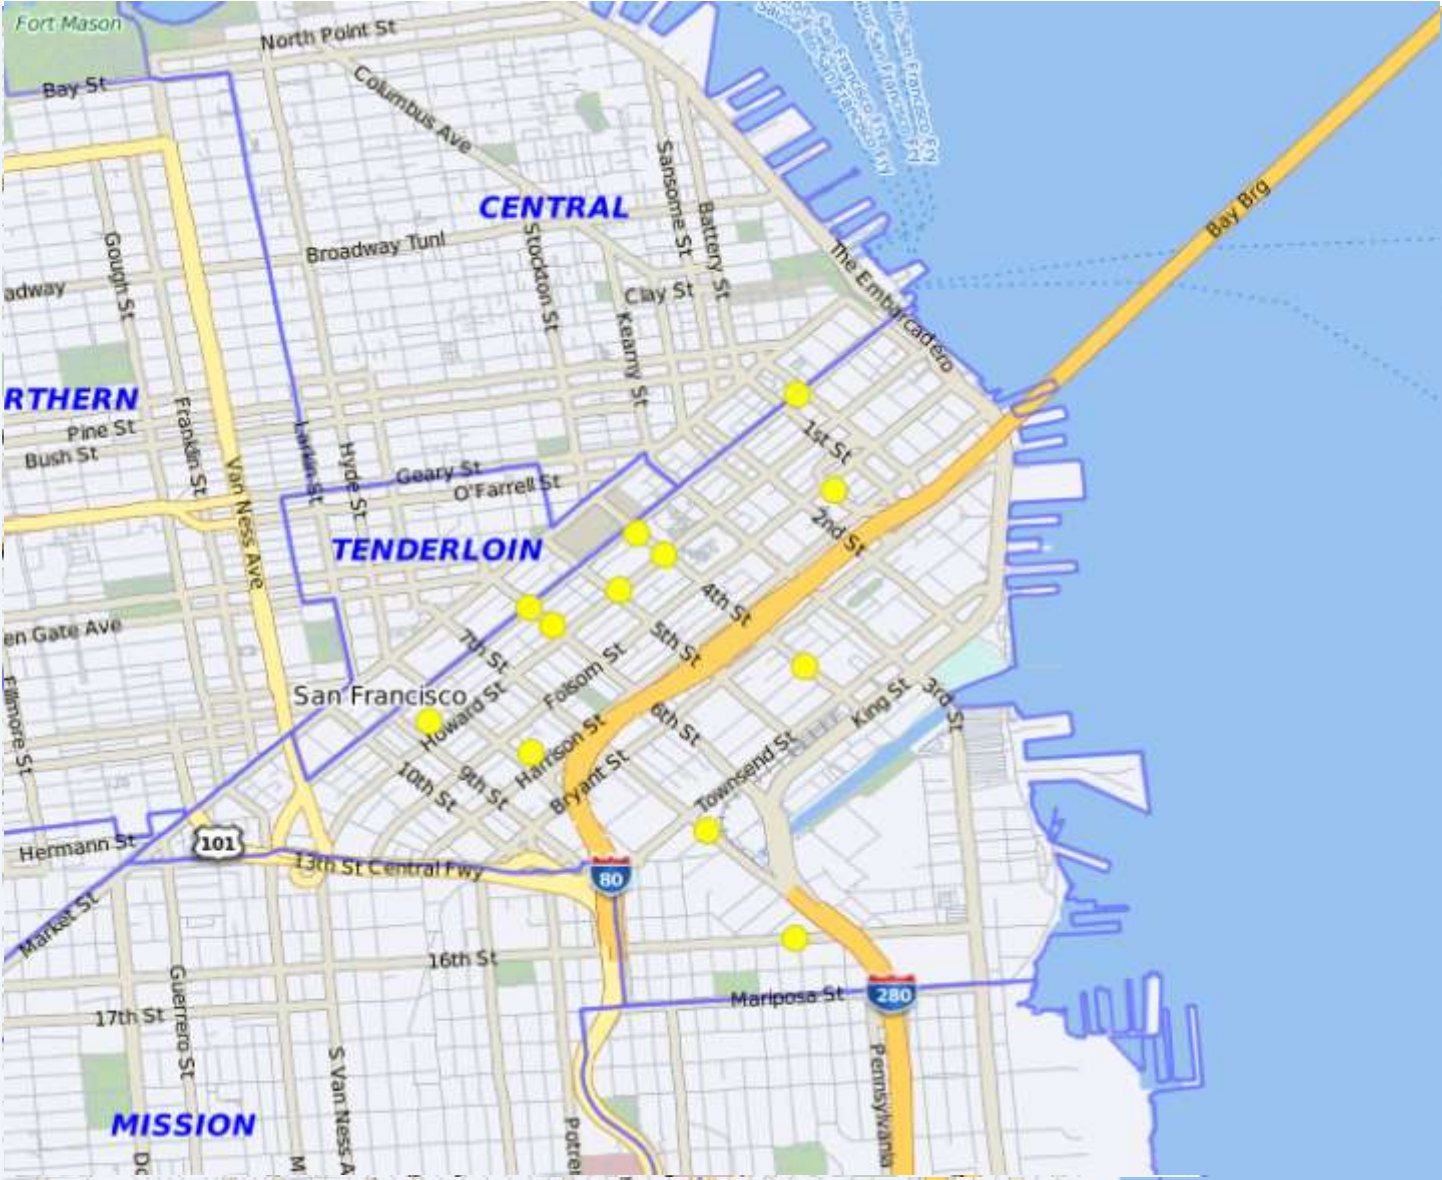 Fort Mason
North Point St
Bay St
Columbus Ave
Sansome St
CENTRAL
Battery St
Bay Brg
Stockton St
Broadway Tunl
Gough St
adway
Clay St
The Embarcadero
Kearny St
RTHERN
Franklin St
Pine St
Bush St
Larkin St
Hyde St
1st St
Geary St
O'Farrell St
Van Ness Ave
2nd St
TENDERLOIN
4th St
en Gate Ave
7th St
5th St
Folsom St
San Francisco
Howard St
Fillmore St
6th St
King St
3rd St
Harrison St
Townsend St
10th St
9th St
Bryant St
Hermann St
101
13th St Central Fwy
80
Market St
16th St
Guerrero St
17th St
Mariposa St
280
S Van Ness A
Pennsylvania
MISSION
Potre